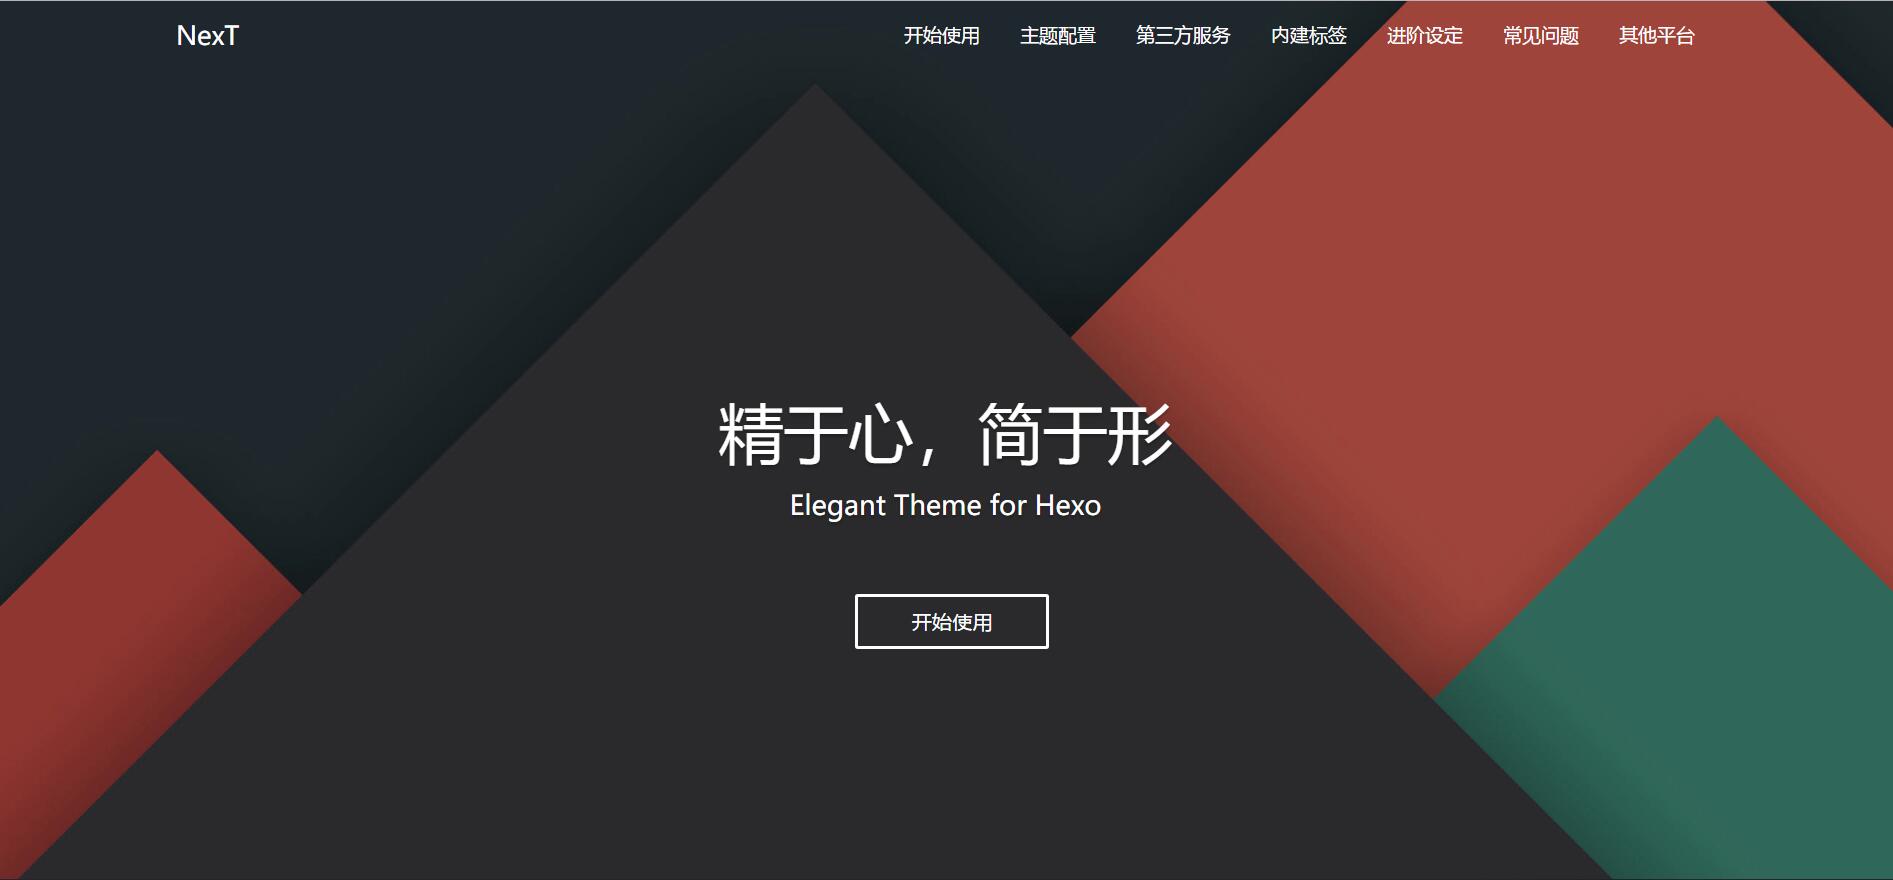 NexT 开始使用 主题配置 第三方服务 内建标签 进阶设定 常见问题 其他平台
精于心，简于形
Elegant Theme for Hexo
开始使用